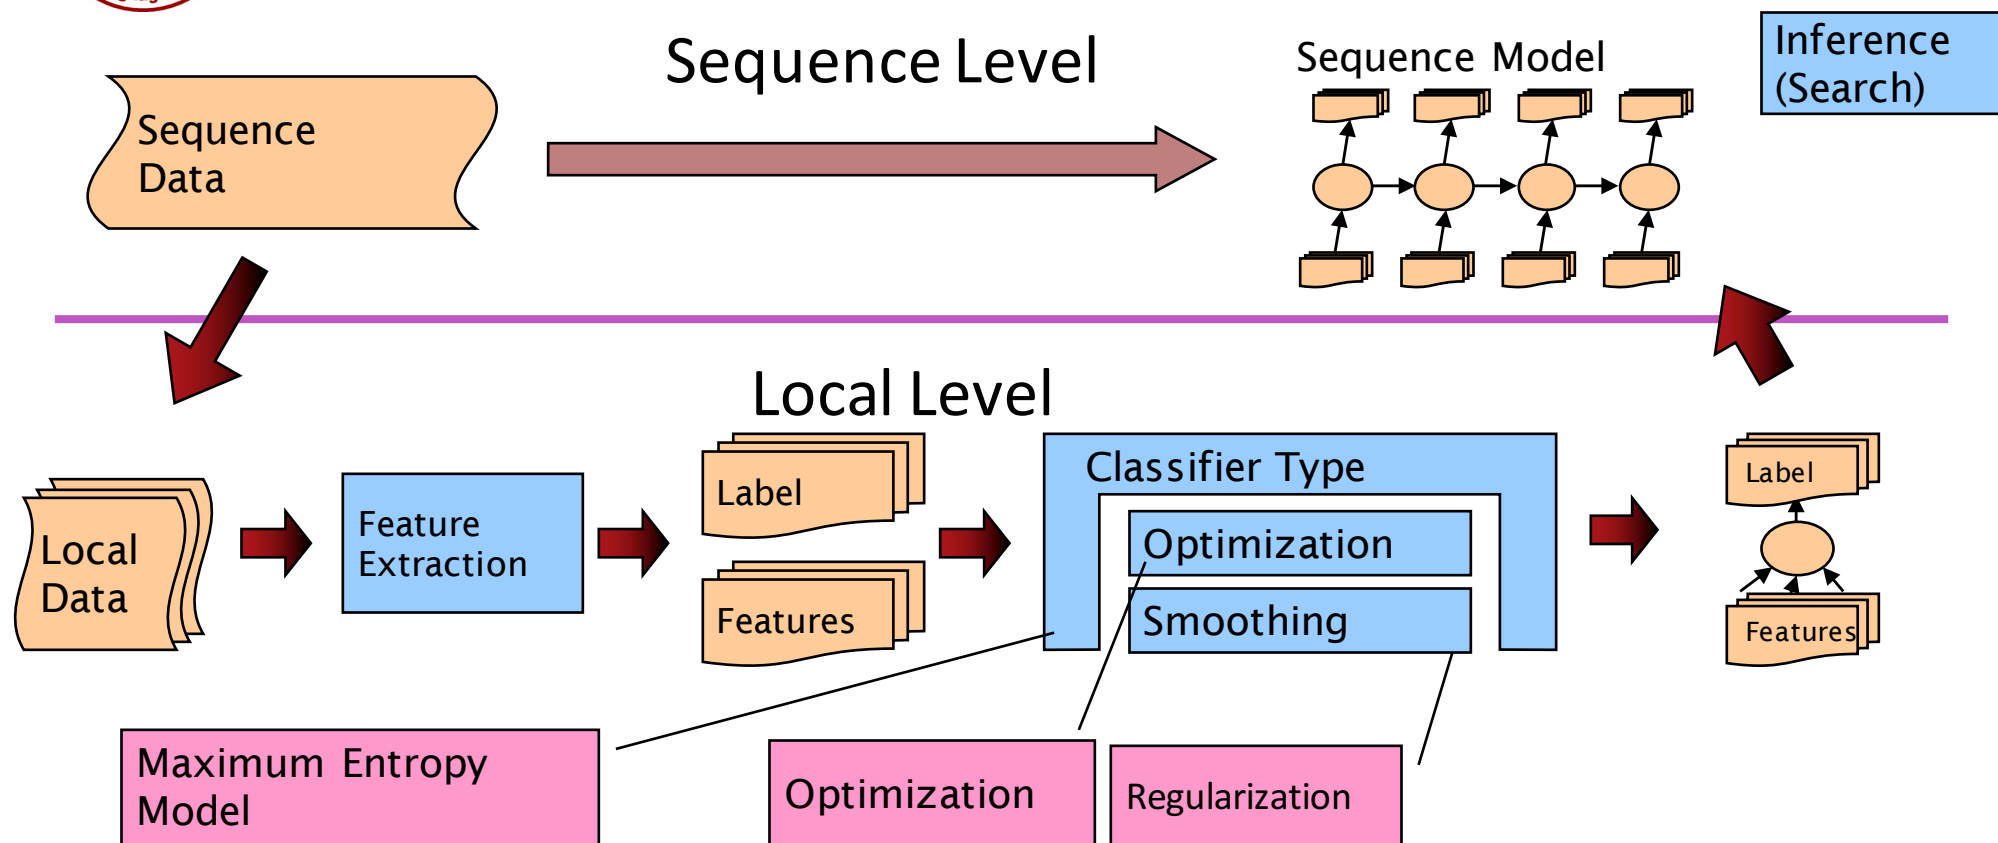 Sequence Level
Sequence Model
Inference
(Search)
Sequence
Data
Local Level
Classifier Type
Label
Label
Feature
Extraction
Optimization
Local
Data
Features
Smoothing
Features
Maximum Entropy
Model
Optimization
Regularization